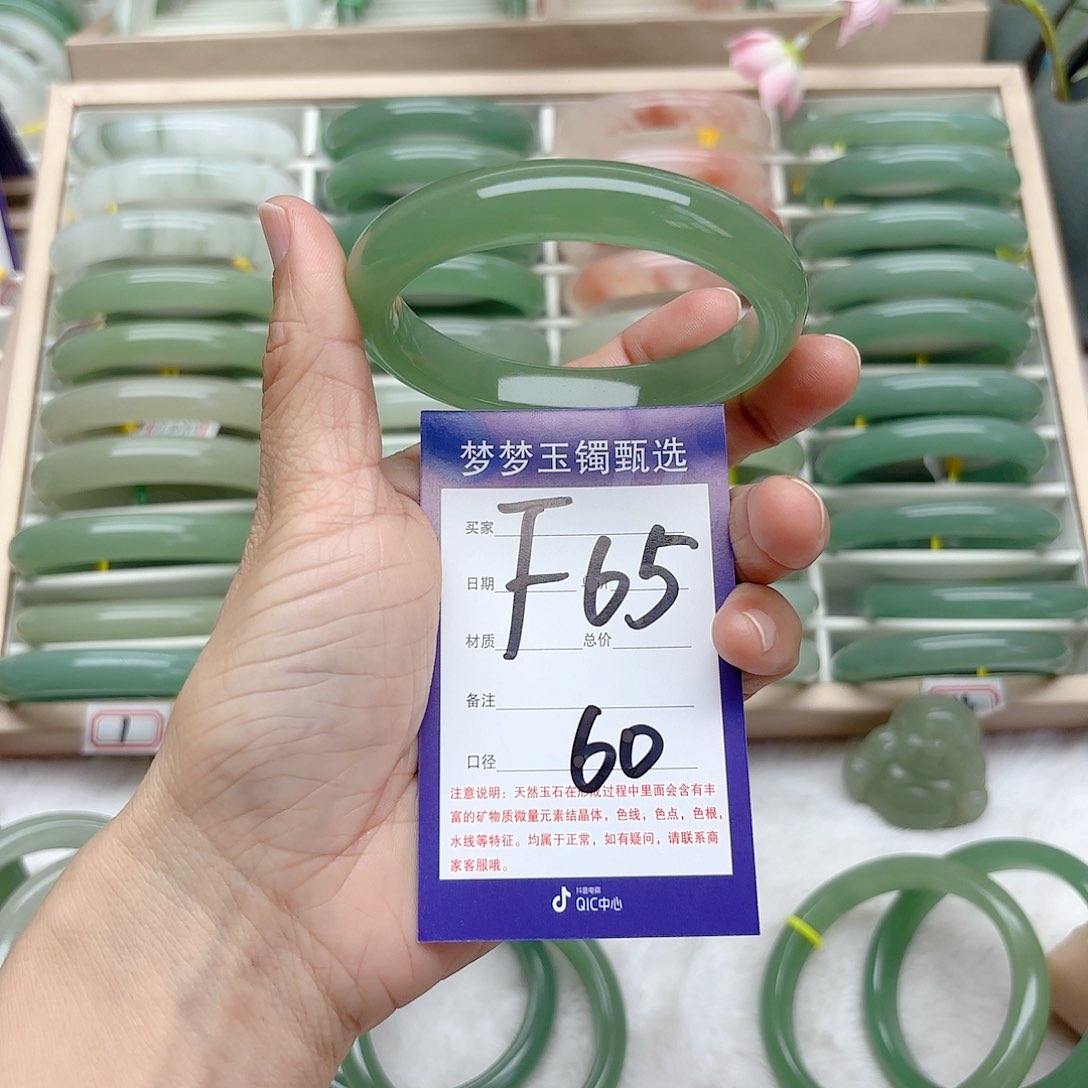 梦梦玉镯甄选
买家
F65
日期
材质 总价
备注
口径 60
注意说明：天然玉石在形成过程中里面会含有丰
富的矿物质微量元素结晶体，色线，色点，色根，
水线等特征。均属于正常，如有疑问，请联系商
家客服哦。
抖音电商
QIC中心
1